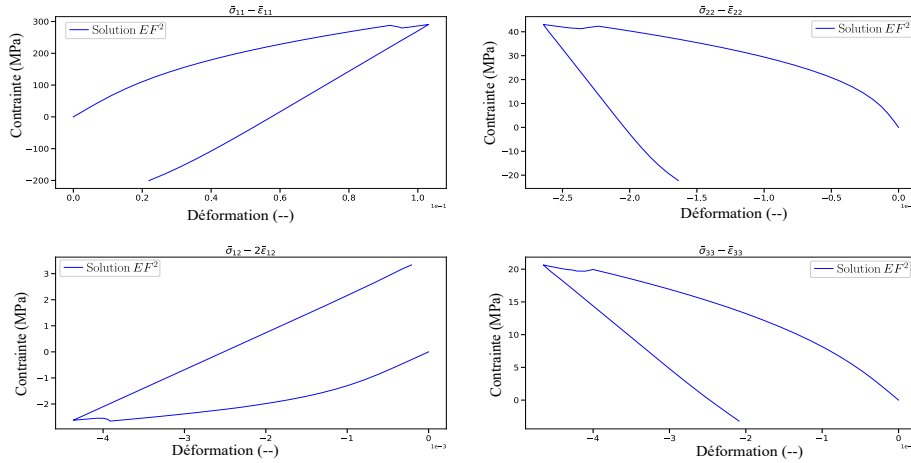 σ̄₁₁ − ε̄₁₁
Solution EF²
Contrainte (MPa)
300
200
100
0
−100
−200
0.0 0.2 0.4 0.6 0.8 1.0
1e−1
Déformation (--)
σ̄₂₂ − ε̄₂₂
Solution EF²
Contrainte (MPa)
40
30
20
10
0
−10
−20
−2.5 −2.0 −1.5 −1.0 −0.5 0.0
Déformation (--)
σ̄₁₂ − 2ε̄₁₂
Solution EF²
Contrainte (MPa)
3
2
1
0
−1
−2
−4 −3 −2 −1 0
1e−3
Déformation (--)
σ̄₃₃ − ε̄₃₃
Solution EF²
Contrainte (MPa)
20
15
10
5
0
−4 −3 −2 −1 0
Déformation (--)